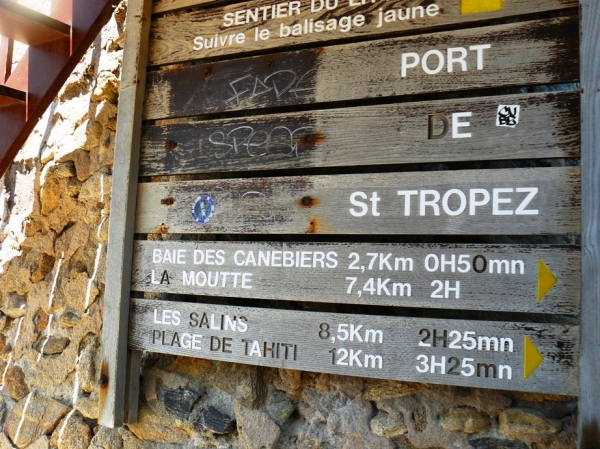 SENTIER DU
Suivre le balisage jaune
PORT
FADE
DE
St TROPEZ
BAIE DES CANEBIERS 2,7Km 0H50mn
LA MOUTTE 7,4Km 2H
LES SALINS 8,5Km 2H25mn
PLAGE DE TAHITI 12Km 3H25mn